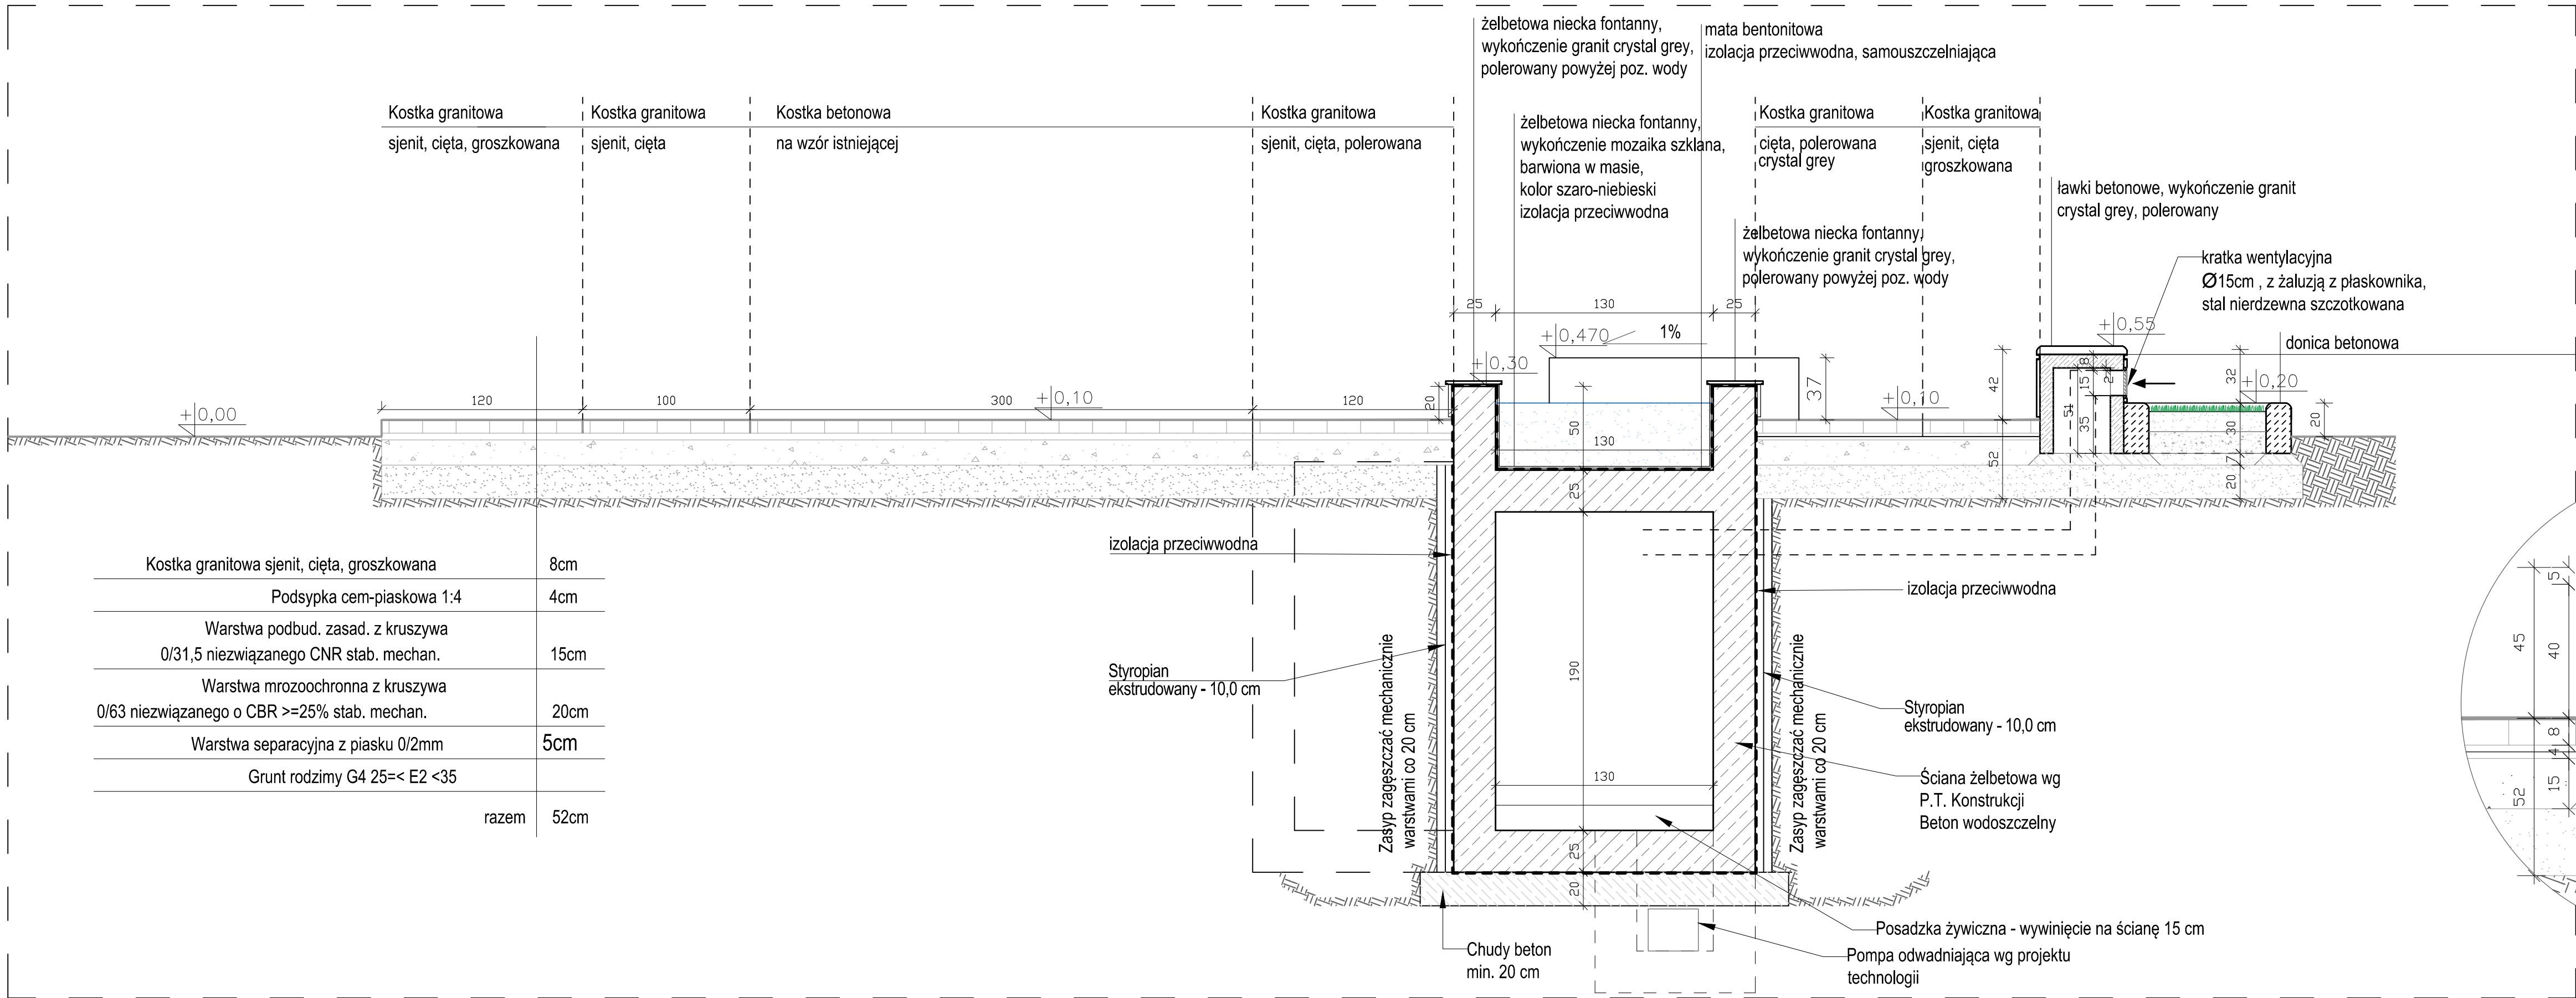 żelbetowa niecka fontanny,
wykończenie granit crystal grey,
polerowany powyżej poz. wody
mata bentonitowa
izolacja przeciwwodna, samouszczelniająca
Kostka granitowa
sjenit, cięta, groszkowana
Kostka granitowa
sjenit, cięta
Kostka betonowa
na wzór istniejącej
Kostka granitowa
sjenit, cięta, polerowana
żelbetowa niecka fontanny,
wykończenie mozaika szklana,
barwiona w masie,
kolor szaro-niebieski
izolacja przeciwwodna
Kostka granitowa
cięta, polerowana
crystal grey
Kostka granitowa
sjenit, cięta
groszkowana
ławki betonowe, wykończenie granit
crystal grey, polerowany
żelbetowa niecka fontanny,
wykończenie granit crystal grey,
polerowany powyżej poz. wody
kratka wentylacyjna
Ø15cm , z żaluzją z płaskownika,
stal nierdzewna szczotkowana
donica betonowa
25
130
25
+0,470
1%
+0,30
+0,55
+0,00
120
100
300
+0,10
120
20
50
130
37
+0,10
42
52
8
15
2
51
35
32
+0,20
30
7
20
20
25
190
130
25
20
Kostka granitowa sjenit, cięta, groszkowana 8cm
Podsypka cem-piaskowa 1:4 4cm
Warstwa podbud. zasad. z kruszywa
0/31,5 niezwiązanego CNR stab. mechan. 15cm
Warstwa mrozoochronna z kruszywa
0/63 niezwiązanego o CBR >=25% stab. mechan. 20cm
Warstwa separacyjna z piasku 0/2mm 5cm
Grunt rodzimy G4 25=< E2 <35
razem 52cm
izolacja przeciwwodna
Styropian
ekstrudowany - 10,0 cm
Zasyp zagęszczać mechanicznie
warstwami co 20 cm
izolacja przeciwwodna
Styropian
ekstrudowany - 10,0 cm
Zasyp zagęszczać mechanicznie
warstwami co 20 cm
Ściana żelbetowa wg
P.T. Konstrukcji
Beton wodoszczelny
Chudy beton
min. 20 cm
Posadzka żywiczna - wywinięcie na ścianę 15 cm
Pompa odwadniająca wg projektu
technologii
5
45
40
8
4
15
52